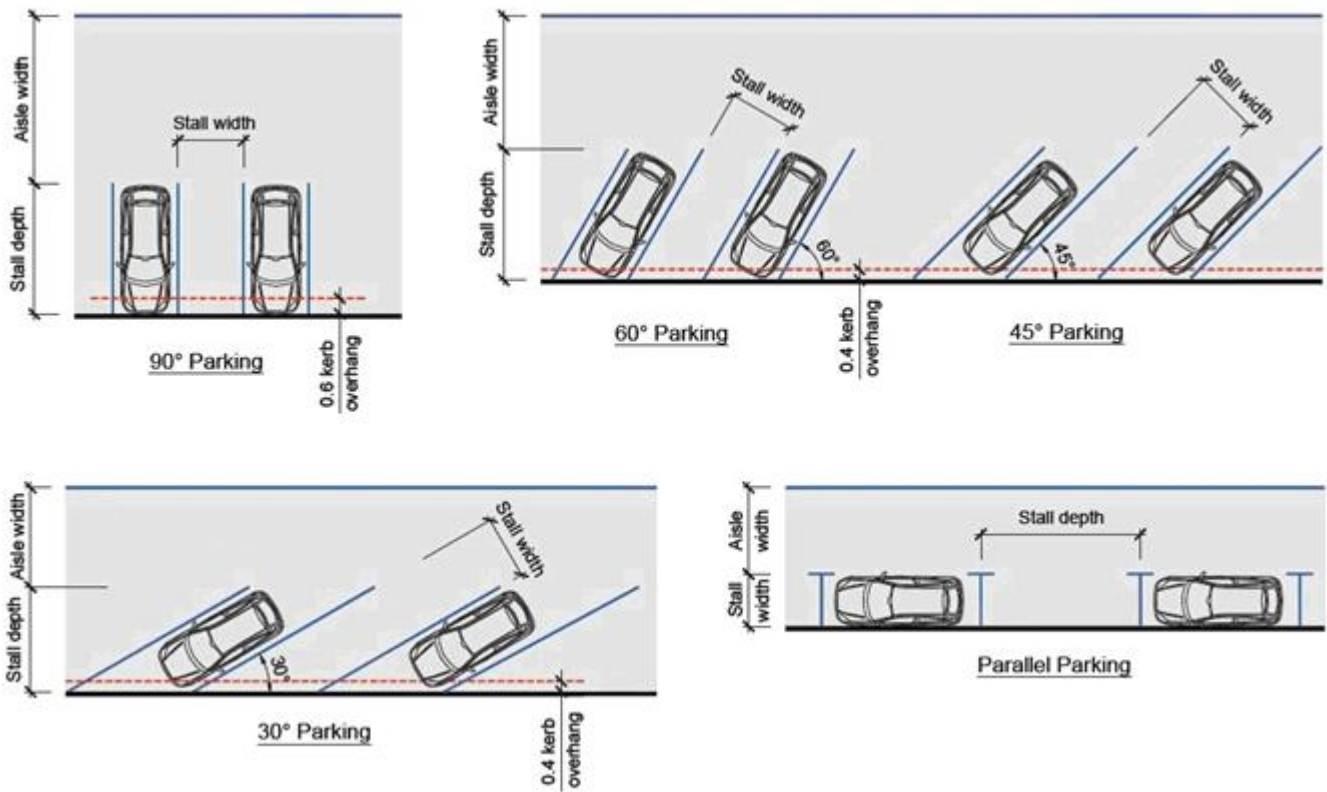 Aisle width
Stall depth
Stall width
90° Parking
0.6 kerb
overhang
Aisle width
Stall depth
Stall width
60°
Stall width
45°
60° Parking
0.4 kerb
overhang
45° Parking
Aisle width
Stall depth
Stall width
30°
30° Parking
0.4 kerb
overhang
Aisle
width
Stall
width
Stall depth
Parallel Parking